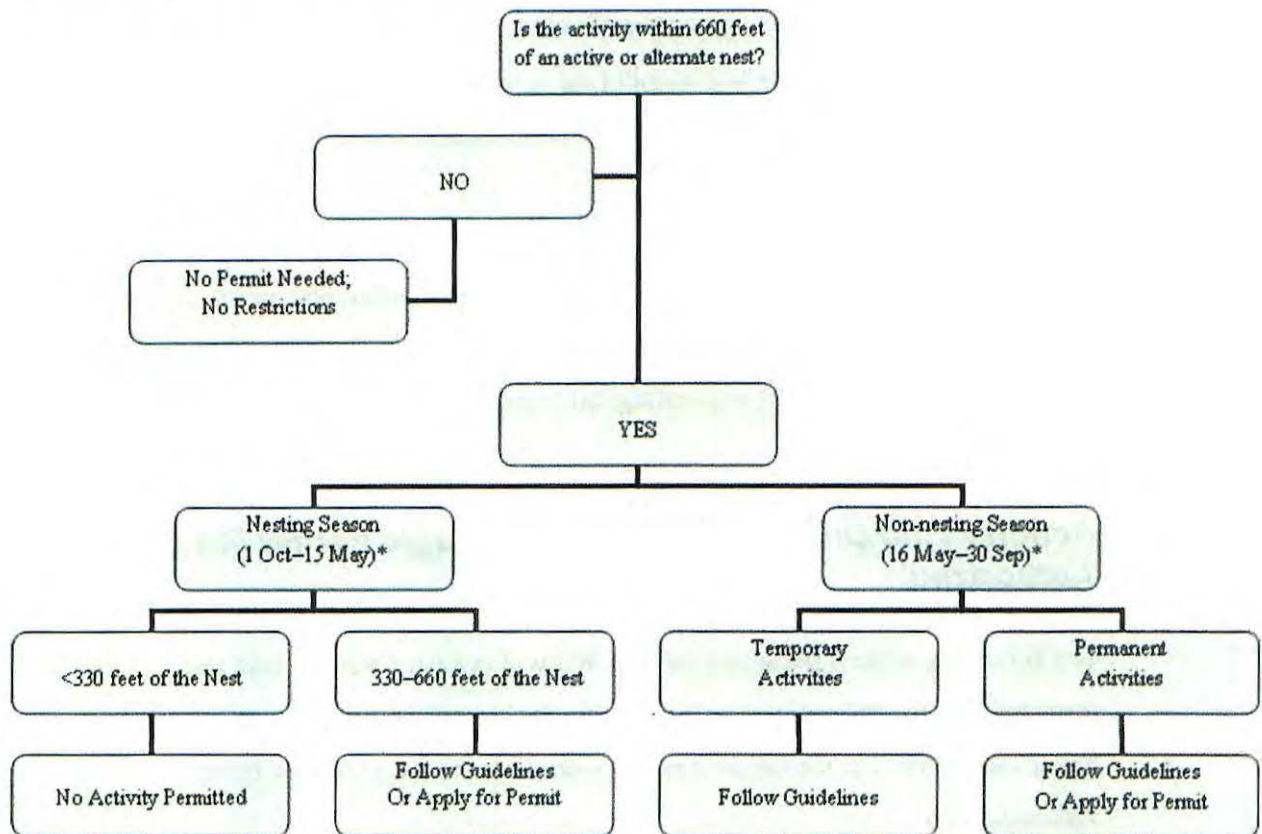 Is the activity within 660 feet
of an active or alternate nest?
NO
No Permit Needed;
No Restrictions
YES
Nesting Season
(1 Oct–15 May)*
Non-nesting Season
(16 May–30 Sep)*
<330 feet of the Nest
330–660 feet of the Nest
Temporary
Activities
Permanent
Activities
No Activity Permitted
Follow Guidelines
Or Apply for Permit
Follow Guidelines
Follow Guidelines
Or Apply for Permit